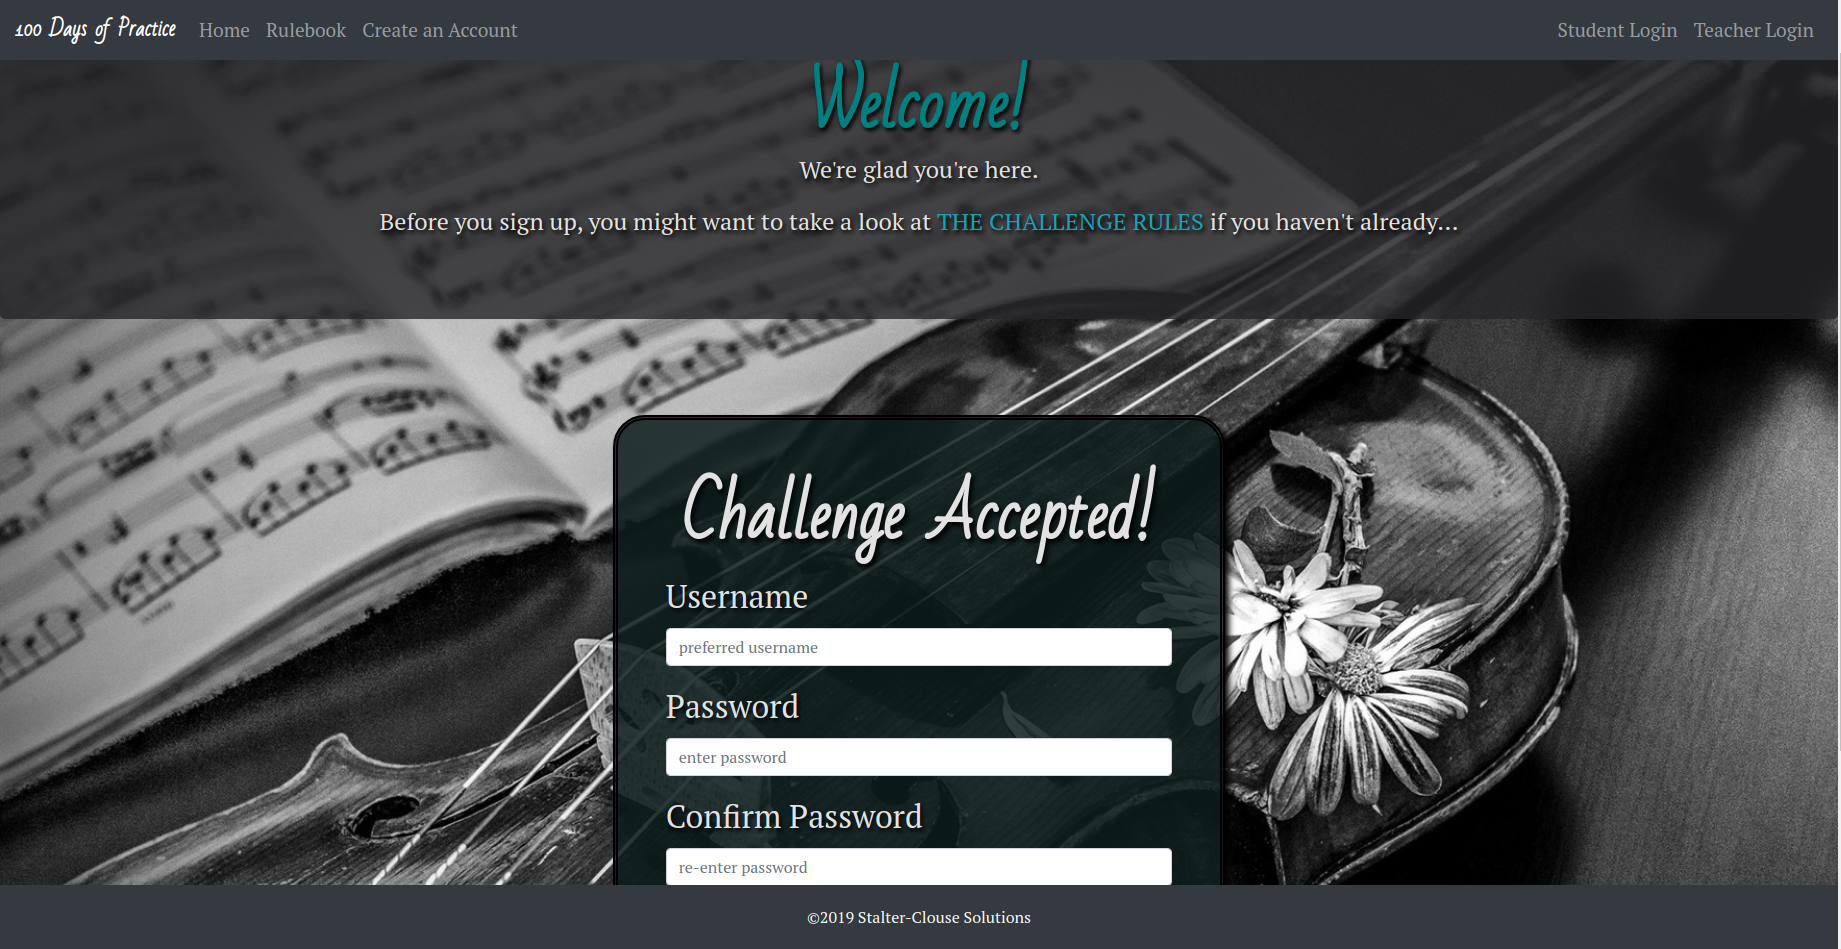 100 Days of Practice Home Rulebook Create an Account Student Login Teacher Login
Welcome!
We're glad you're here.
Before you sign up, you might want to take a look at THE CHALLENGE RULES if you haven't already...
Challenge Accepted!
Username
preferred username
Password
enter password
Confirm Password
re-enter password
©2019 Stalter-Clouse Solutions